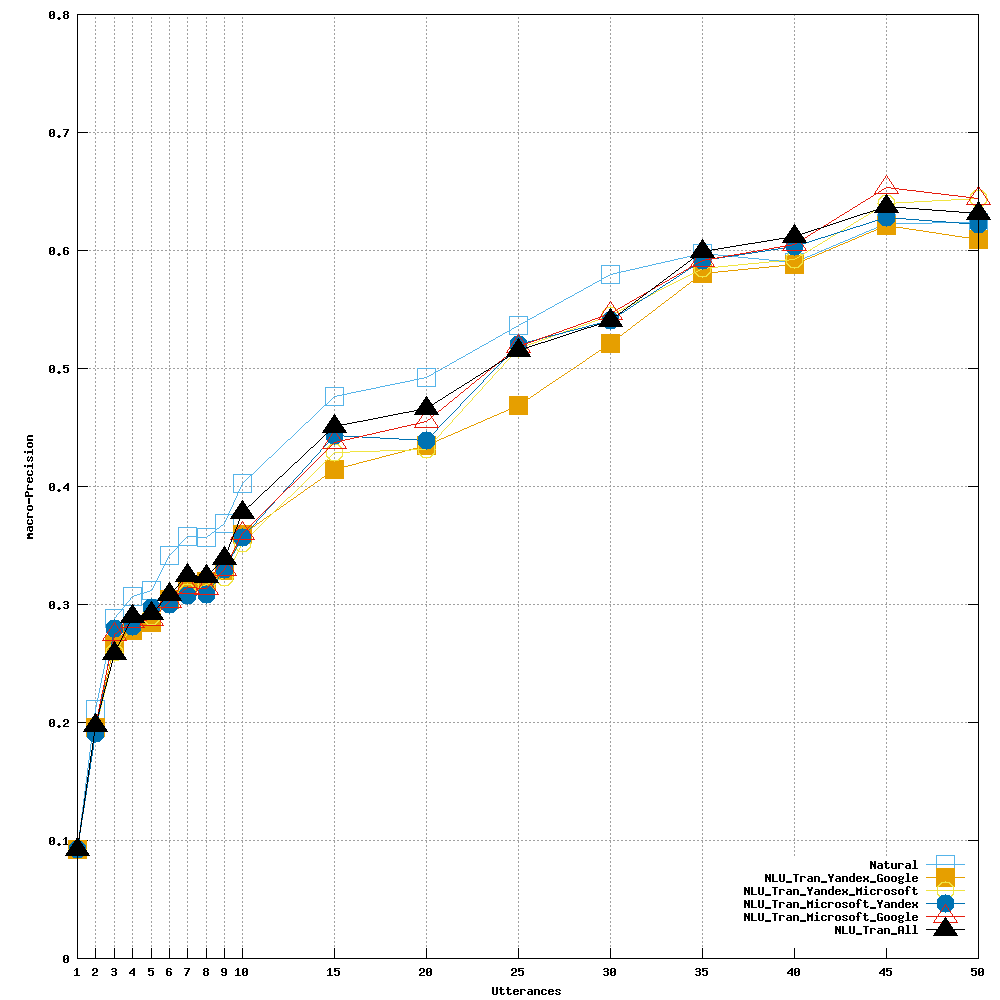 0.8
0.7
0.6
0.5
0.4
0.3
0.2
0.1
0
Macro-Precision
1 2 3 4 5 6 7 8 9 10 15 20 25 30 35 40 45 50
Utterances
Natural
NLU_Tran_Yandex_Google
NLU_Tran_Yandex_Microsoft
NLU_Tran_Microsoft_Yandex
NLU_Tran_Microsoft_Google
NLU_Tran_All